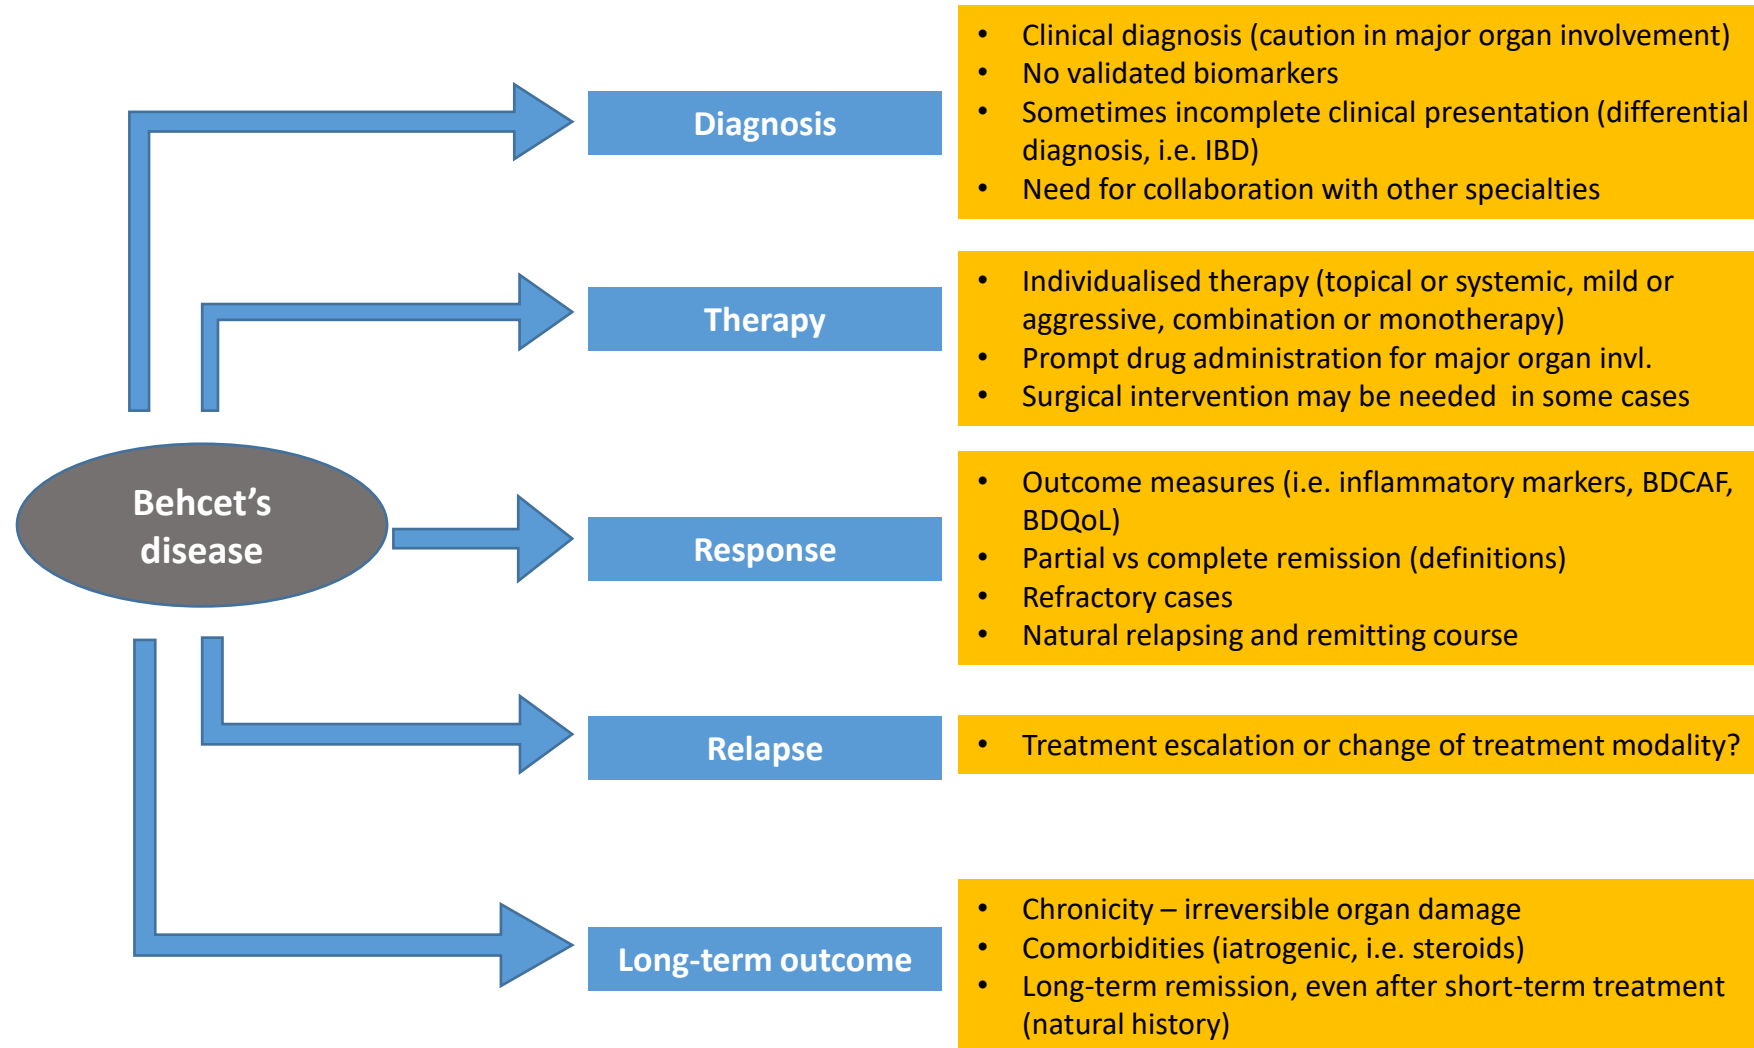 Behcet's
disease
Diagnosis
• Clinical diagnosis (caution in major organ involvement)
• No validated biomarkers
• Sometimes incomplete clinical presentation (differential
diagnosis, i.e. IBD)
• Need for collaboration with other specialties
Therapy
• Individualised therapy (topical or systemic, mild or
aggressive, combination or monotherapy)
• Prompt drug administration for major organ invl.
• Surgical intervention may be needed  in some cases
Response
• Outcome measures (i.e. inflammatory markers, BDCAF,
BDQoL)
• Partial vs complete remission (definitions)
• Refractory cases
• Natural relapsing and remitting course
Relapse
• Treatment escalation or change of treatment modality?
Long-term outcome
• Chronicity – irreversible organ damage
• Comorbidities (iatrogenic, i.e. steroids)
• Long-term remission, even after short-term treatment
(natural history)